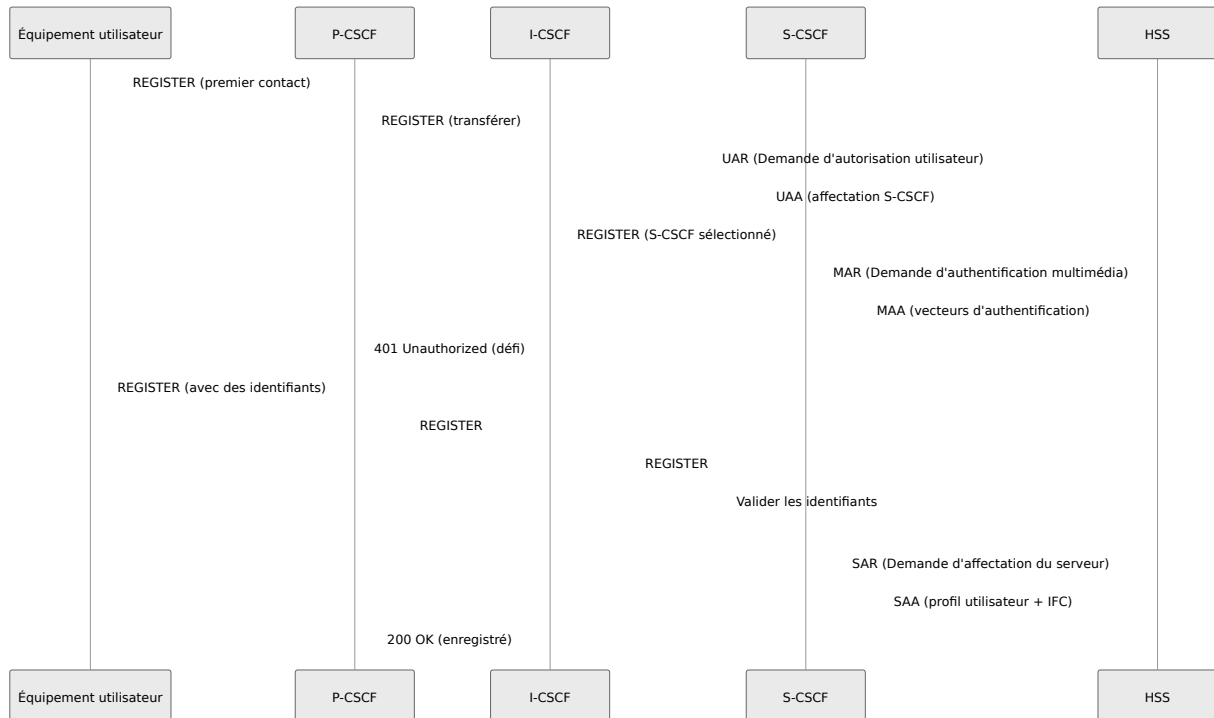 Équipement utilisateur
P-CSCF
I-CSCF
S-CSCF
HSS
REGISTER (premier contact)
REGISTER (transférer)
UAR (Demande d'autorisation utilisateur)
UAA (affectation S-CSCF)
REGISTER (S-CSCF sélectionné)
MAR (Demande d'authentification multimédia)
MAA (vecteurs d'authentification)
401 Unauthorized (défi)
REGISTER (avec des identifiants)
REGISTER
REGISTER
Valider les identifiants
SAR (Demande d'affectation du serveur)
SAA (profil utilisateur + IFC)
200 OK (enregistré)
Équipement utilisateur
P-CSCF
I-CSCF
S-CSCF
HSS